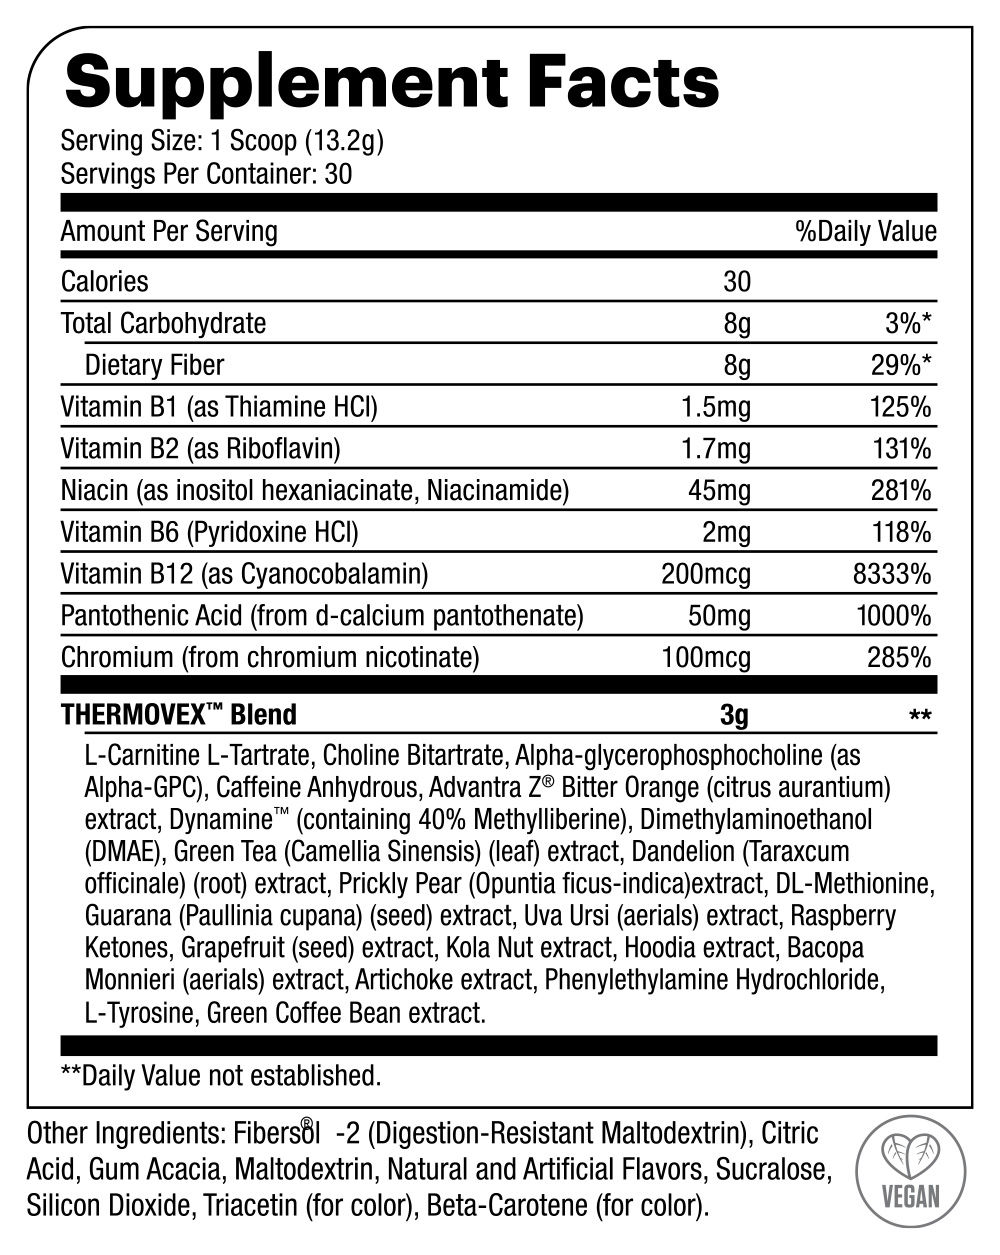 Supplement Facts
Serving Size: 1 Scoop (13.2g)
Servings Per Container: 30
Amount Per Serving %Daily Value
Calories 30
Total Carbohydrate 8g 3%*
Dietary Fiber 8g 29%*
Vitamin B1 (as Thiamine HCl) 1.5mg 125%
Vitamin B2 (as Riboflavin) 1.7mg 131%
Niacin (as inositol hexaniacinate, Niacinamide) 45mg 281%
Vitamin B6 (Pyridoxine HCl) 2mg 118%
Vitamin B12 (as Cyanocobalamin) 200mcg 8333%
Pantothenic Acid (from d-calcium pantothenate) 50mg 1000%
Chromium (from chromium nicotinate) 100mcg 285%
THERMOVEX™ Blend 3g **
L-Carnitine L-Tartrate, Choline Bitartrate, Alpha-glycerophosphocholine (as
Alpha-GPC), Caffeine Anhydrous, Advantra Z® Bitter Orange (citrus aurantium)
extract, Dynamine™ (containing 40% Methylliberine), Dimethylaminoethanol
(DMAE), Green Tea (Camellia Sinensis) (leaf) extract, Dandelion (Taraxcum
officinale) (root) extract, Prickly Pear (Opuntia ficus-indica)extract, DL-Methionine,
Guarana (Paullinia cupana) (seed) extract, Uva Ursi (aerials) extract, Raspberry
Ketones, Grapefruit (seed) extract, Kola Nut extract, Hoodia extract, Bacopa
Monnieri (aerials) extract, Artichoke extract, Phenylethylamine Hydrochloride,
L-Tyrosine, Green Coffee Bean extract.
**Daily Value not established.
Other Ingredients: Fibersol® -2 (Digestion-Resistant Maltodextrin), Citric
Acid, Gum Acacia, Maltodextrin, Natural and Artificial Flavors, Sucralose,
Silicon Dioxide, Triacetin (for color), Beta-Carotene (for color).
VEGAN